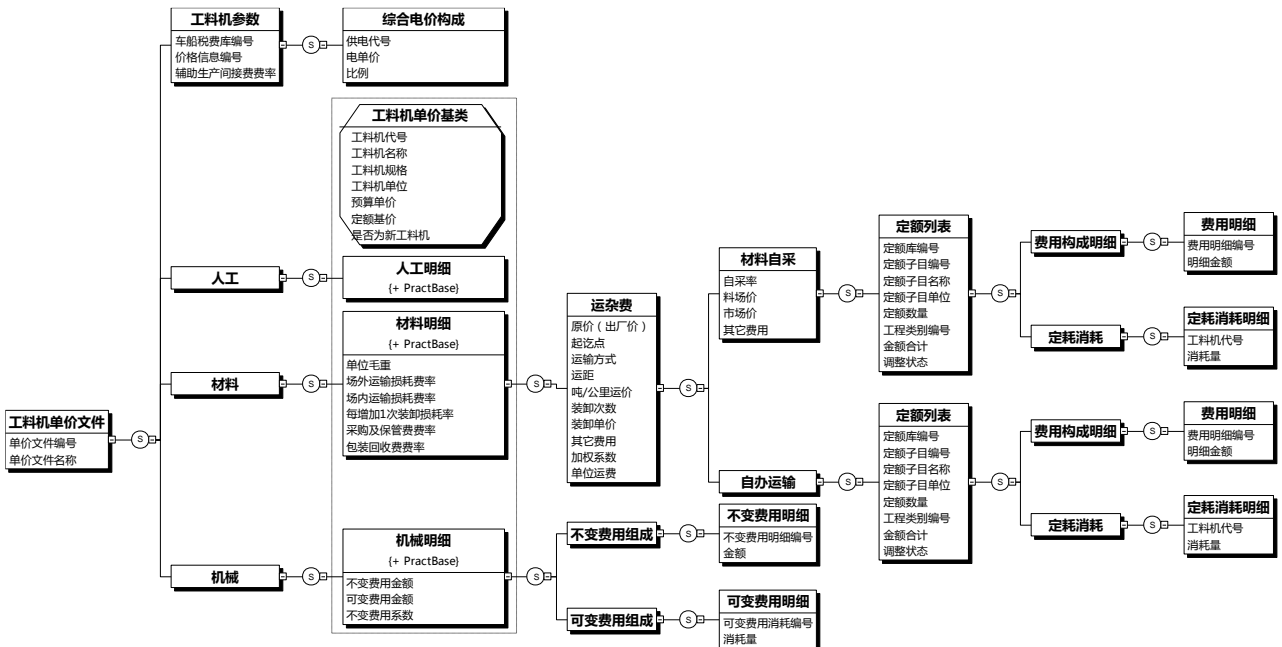 工料机单价文件
单价文件编号
单价文件名称
S
工料机参数
车船税费库编号
价格信息编号
辅助生产间接费费率
S
综合电价构成
供电代号
电单价
比例
工料机单价基类
工料机代号
工料机名称
工料机规格
工料机单位
预算单价
定额基价
是否为新工料机
人工
S
人工明细
{+ PractBase}
材料
S
材料明细
{+ PractBase}
单位毛重
场外运输损耗费率
场内运输损耗费率
每增加1次装卸损耗率
采购及保管费费率
包装回收费费率
S
运杂费
原价（出厂价）
起讫点
运输方式
运距
吨/公里运价
装卸次数
装卸单价
其它费用
加权系数
单位运费
S
材料自采
自采率
料场价
市场价
其它费用
S
定额列表
定额库编号
定额子目编号
定额子目名称
定额子目单位
定额数量
工程类别编号
金额合计
调整状态
S
费用构成明细
S
费用明细
费用明细编号
明细金额
定耗消耗
S
定耗消耗明细
工料机代号
消耗量
自办运输
S
定额列表
定额库编号
定额子目编号
定额子目名称
定额子目单位
定额数量
工程类别编号
金额合计
调整状态
S
费用构成明细
S
费用明细
费用明细编号
明细金额
定耗消耗
S
定耗消耗明细
工料机代号
消耗量
机械
S
机械明细
{+ PractBase}
不变费用金额
可变费用金额
不变费用系数
S
不变费用组成
S
不变费用明细
不变费用明细编号
金额
可变费用组成
S
可变费用明细
可变费用消耗编号
消耗量